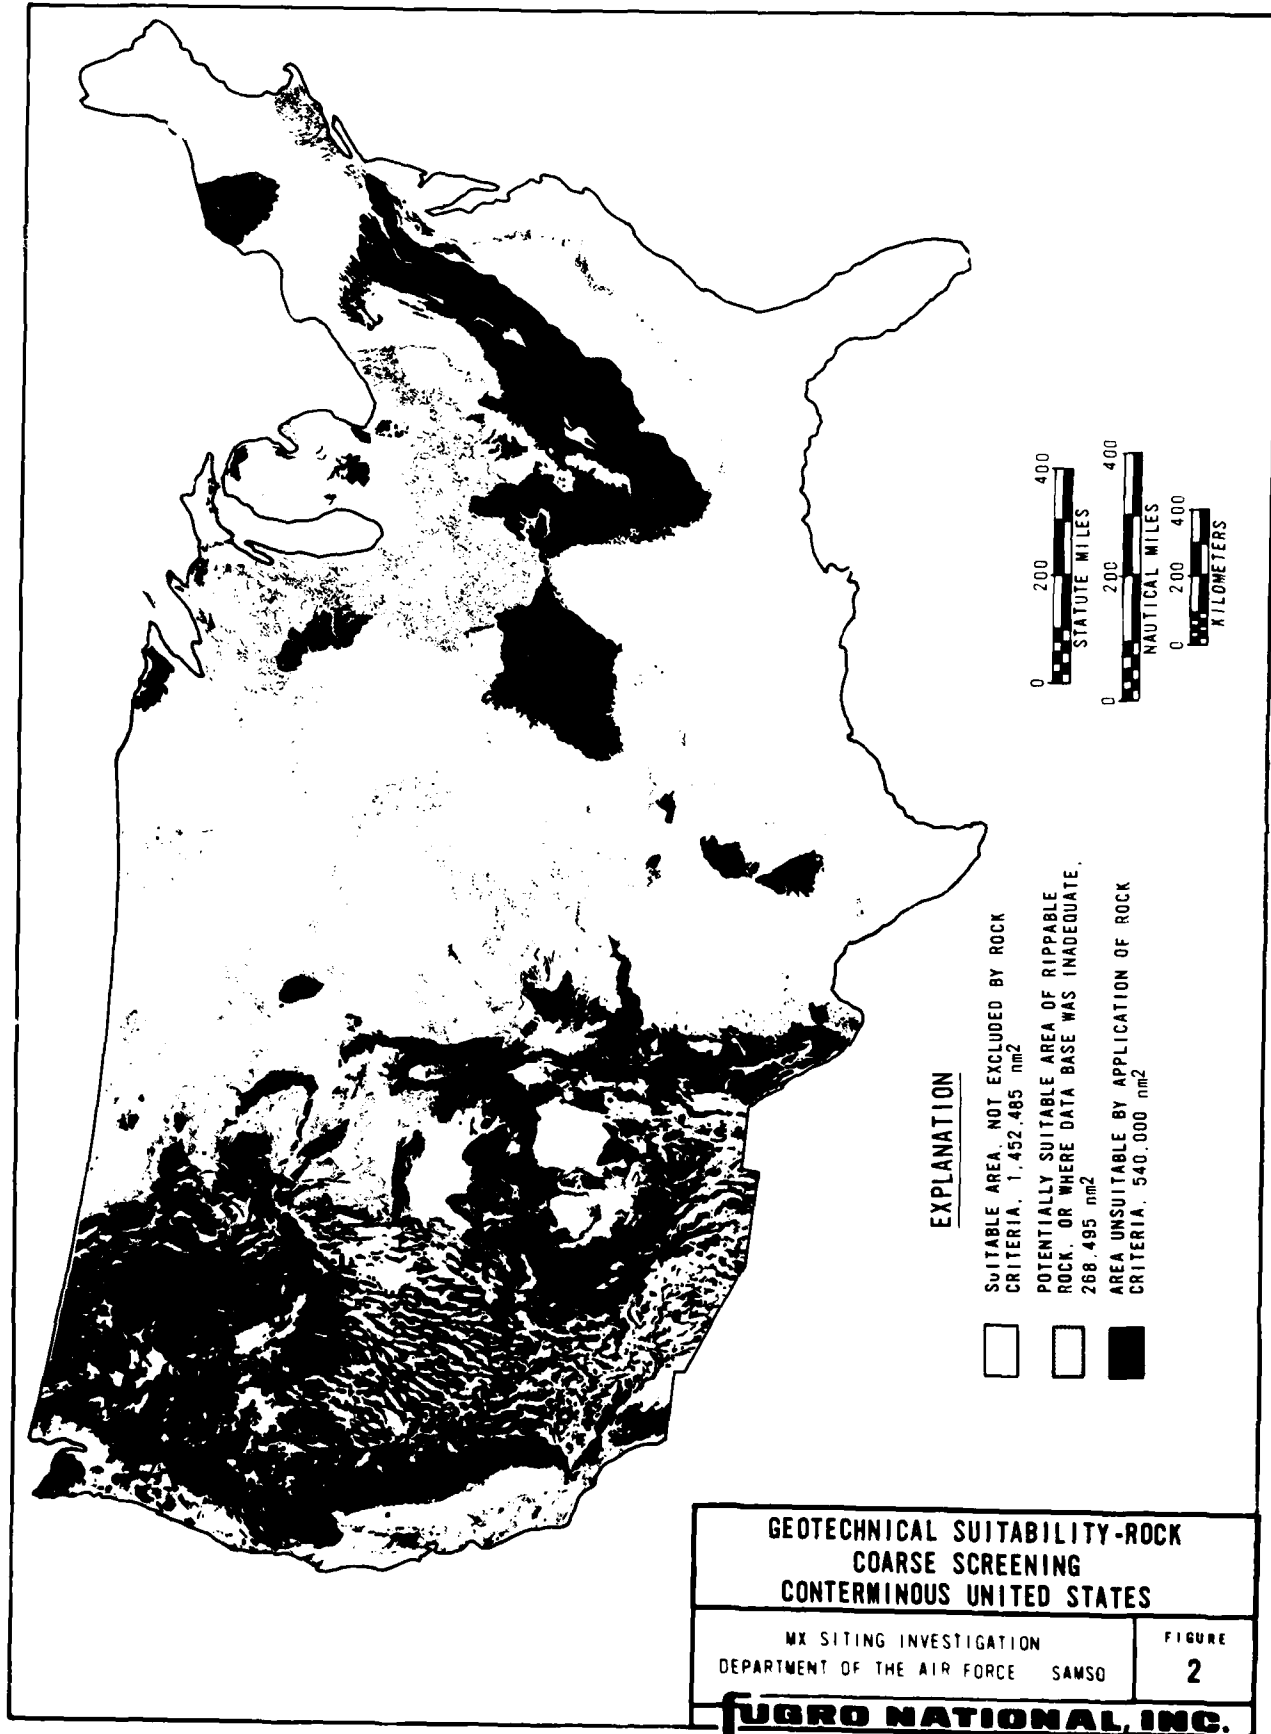 EXPLANATION
SUITABLE AREA, NOT EXCLUDED BY ROCK
CRITERIA, 1,452,485 nm2
POTENTIALLY SUITABLE AREA OF RIPPABLE
ROCK, OR WHERE DATA BASE WAS INADEQUATE,
268,495 nm2
AREA UNSUITABLE BY APPLICATION OF ROCK
CRITERIA, 540,000 nm2
0 200 400
STATUTE MILES
0 200 400
NAUTICAL MILES
0 200 400
KILOMETERS
GEOTECHNICAL SUITABILITY-ROCK
COARSE SCREENING
CONTERMINOUS UNITED STATES
MX SITING INVESTIGATION
DEPARTMENT OF THE AIR FORCE SAMSO
FIGURE
2
FUGRO NATIONAL, INC.